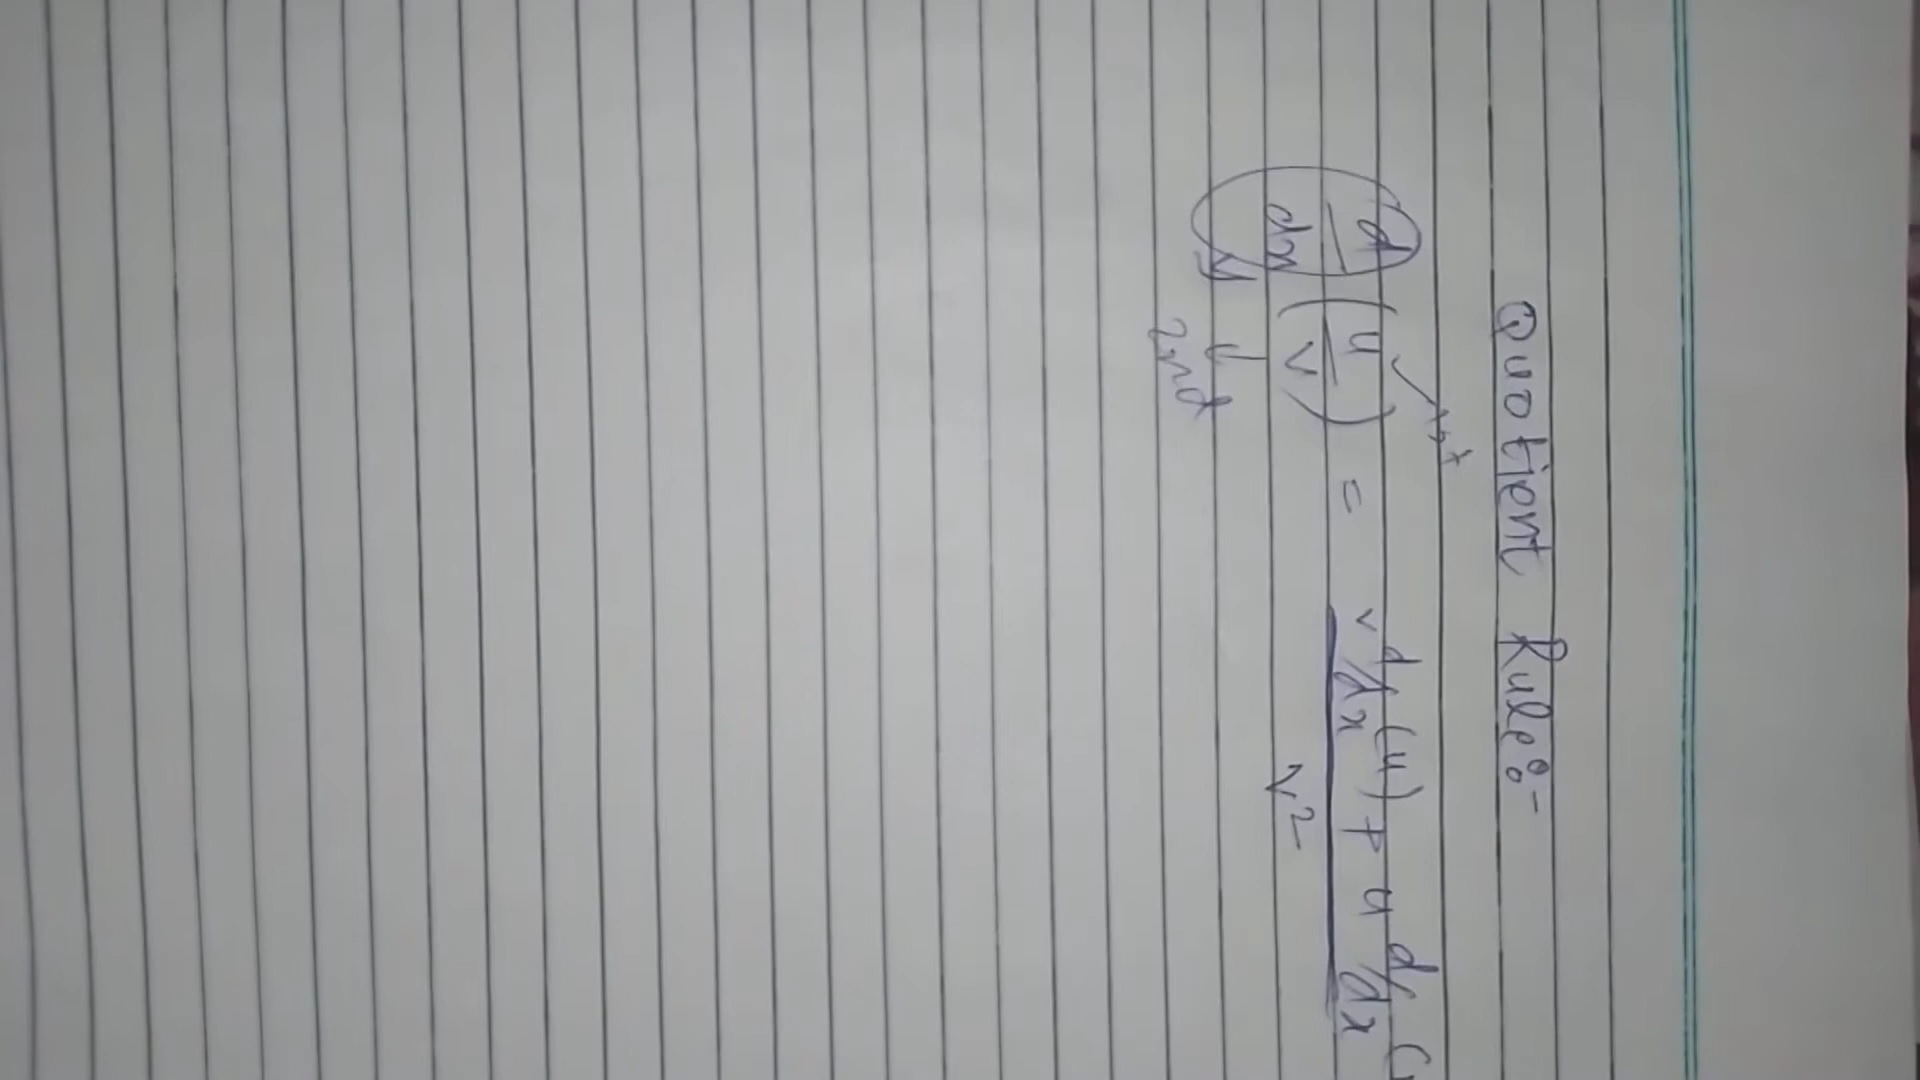 Quotient Rule:-
1st
d/dx (u/v) = v d/dx (u) + u d/dx (
v²
2nd